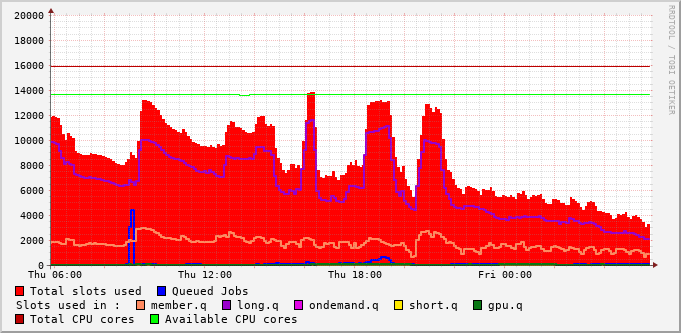 20000
18000
16000
14000
12000
10000
8000
6000
4000
2000
0
Thu 06:00 Thu 12:00 Thu 18:00 Fri 00:00
Total slots used Queued Jobs
Slots used in : member.q long.q ondemand.q short.q gpu.q
Total CPU cores Available CPU cores
RRDTOOL / TOBI OETIKER